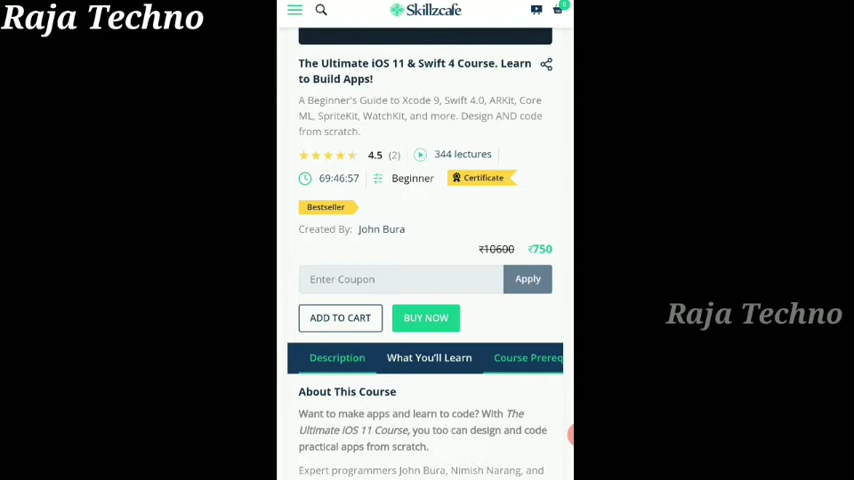 Raja Techno
Skillzcafe
0
The Ultimate iOS 11 & Swift 4 Course. Learn
to Build Apps!
A Beginner's Guide to Xcode 9, Swift 4.0, ARKit, Core
ML, SpriteKit, WatchKit, and more. Design AND code
from scratch.
4.5 (2) 344 lectures
69:46:57 Beginner Certificate
Bestseller
Created By: John Bura
₹10600 ₹750
Enter Coupon Apply
Raja Techno
ADD TO CART BUY NOW
Description What You'll Learn Course Prereq
About This Course
Want to make apps and learn to code? With The
Ultimate iOS 11 Course, you too can design and code
practical apps from scratch.
Expert programmers John Bura, Nimish Narang, and